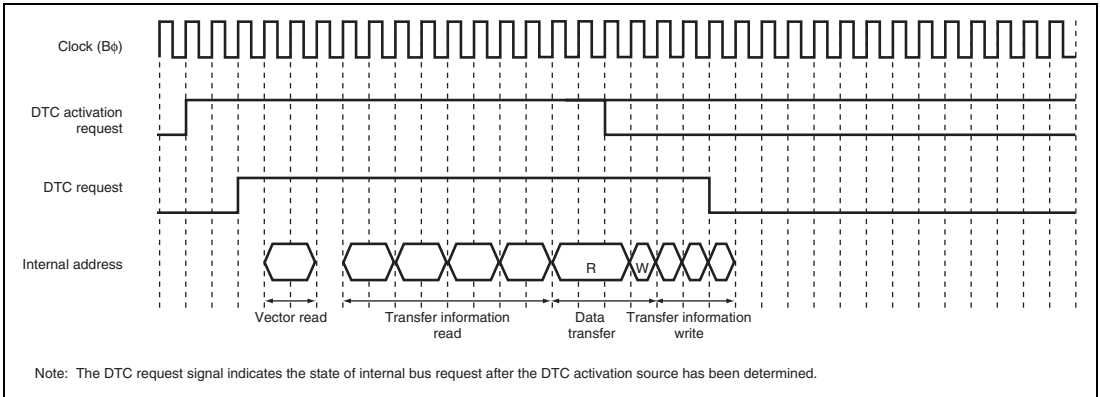 Clock (Bφ)
DTC activation
request
DTC request
Internal address
R
W
Vector read
Transfer information
read
Data
transfer
Transfer information
write
Note: The DTC request signal indicates the state of internal bus request after the DTC activation source has been determined.